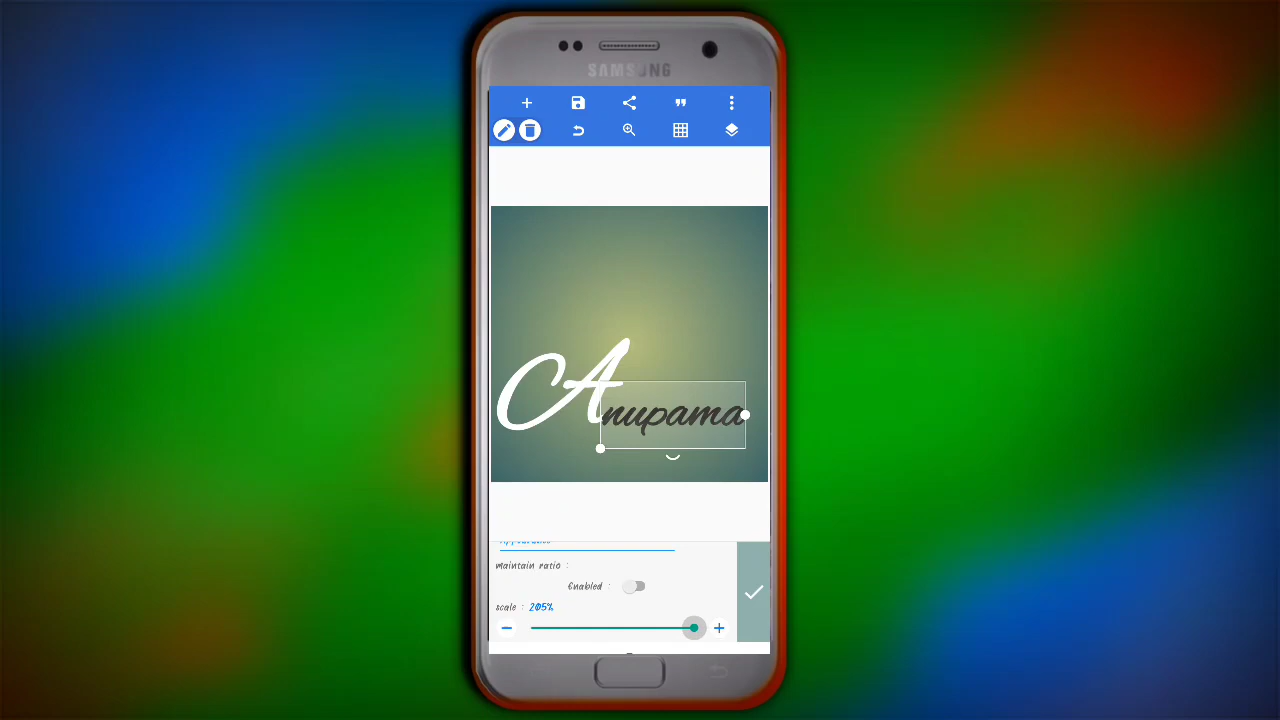 SAMSUNG
Anupama
maintain ratio :
Enabled :
scale : 205%